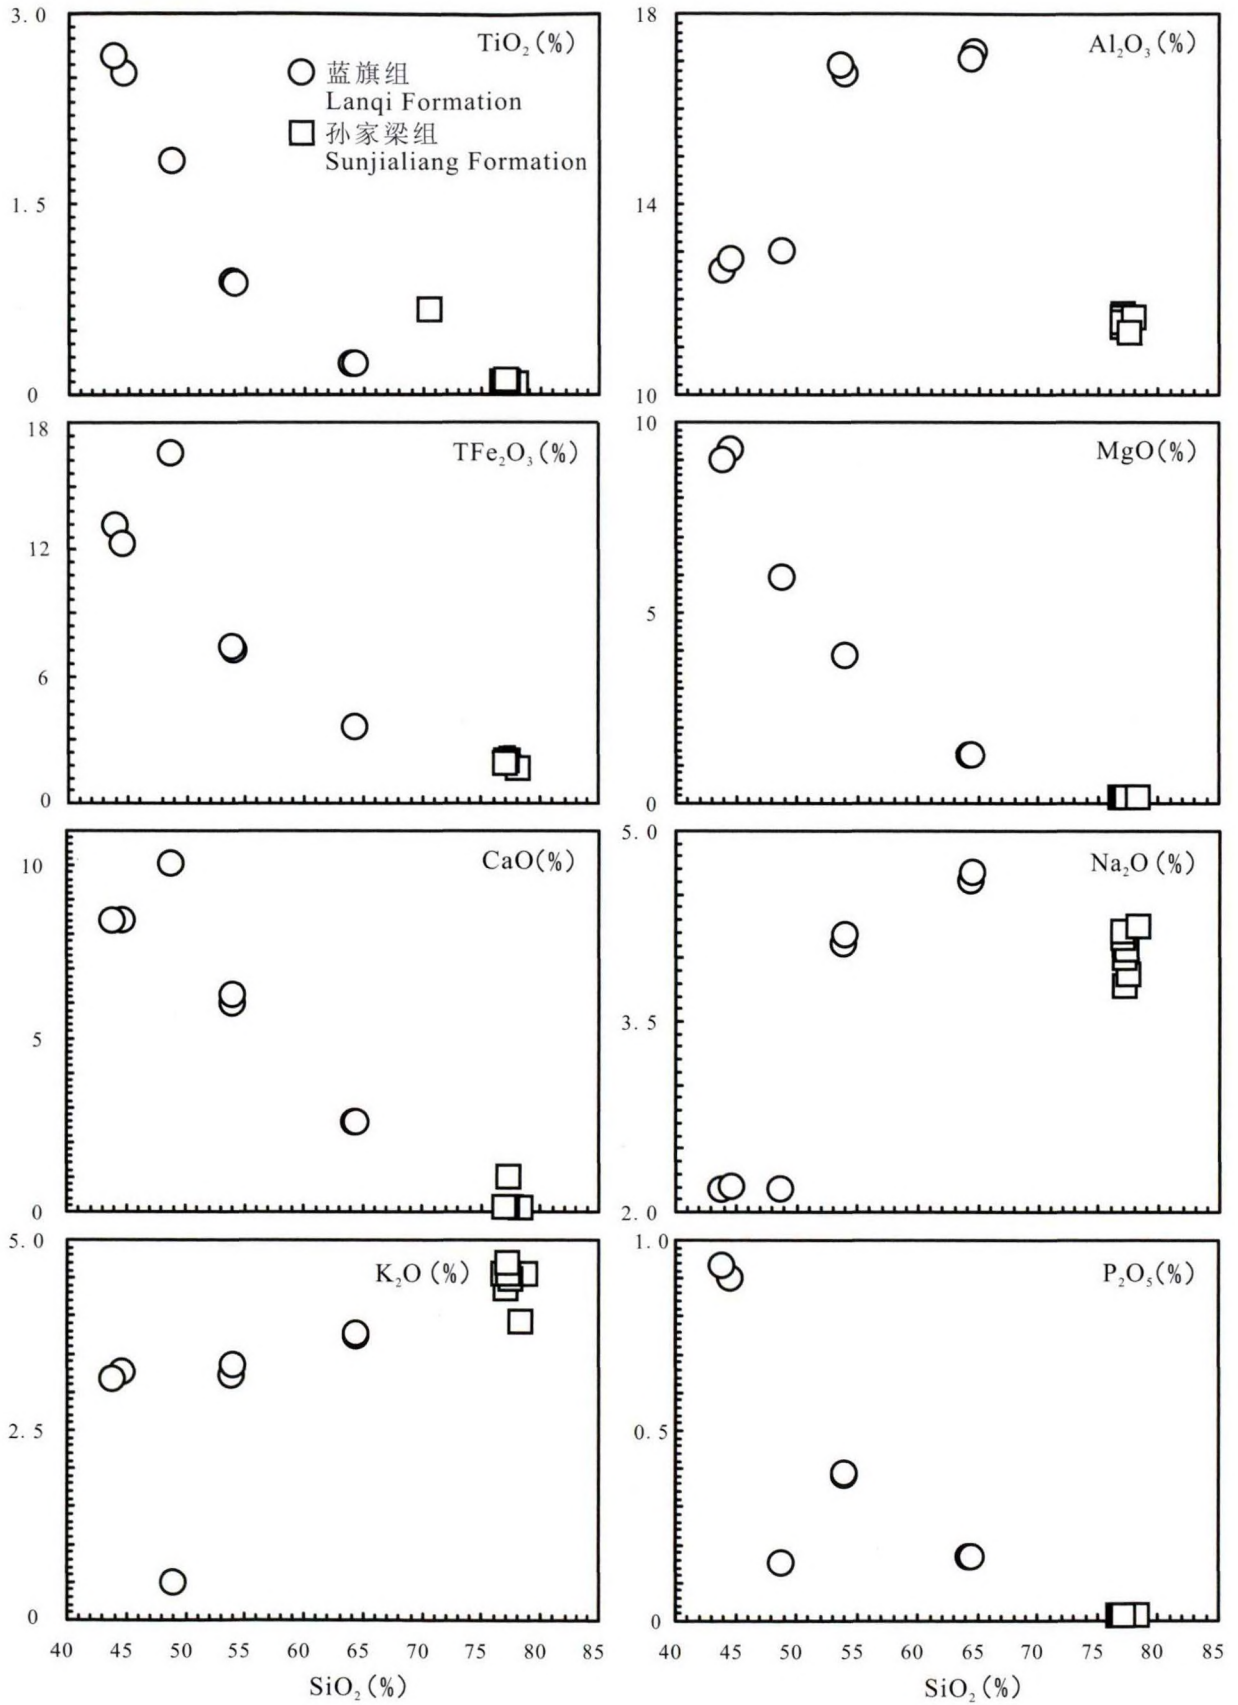 3.0
TiO₂(%)
蓝旗组
Lanqi Formation
孙家梁组
Sunjialiang Formation
1.5
0
18
Al₂O₃(%)
14
10
18
TFe₂O₃(%)
12
6
0
10
MgO(%)
5
0
10
CaO(%)
5
0
5.0
Na₂O(%)
3.5
2.0
5.0
K₂O(%)
2.5
0
40 45 50 55 60 65 70 75 80 85
SiO₂(%)
1.0
P₂O₅(%)
0.5
0
40 45 50 55 60 65 70 75 80 85
SiO₂(%)